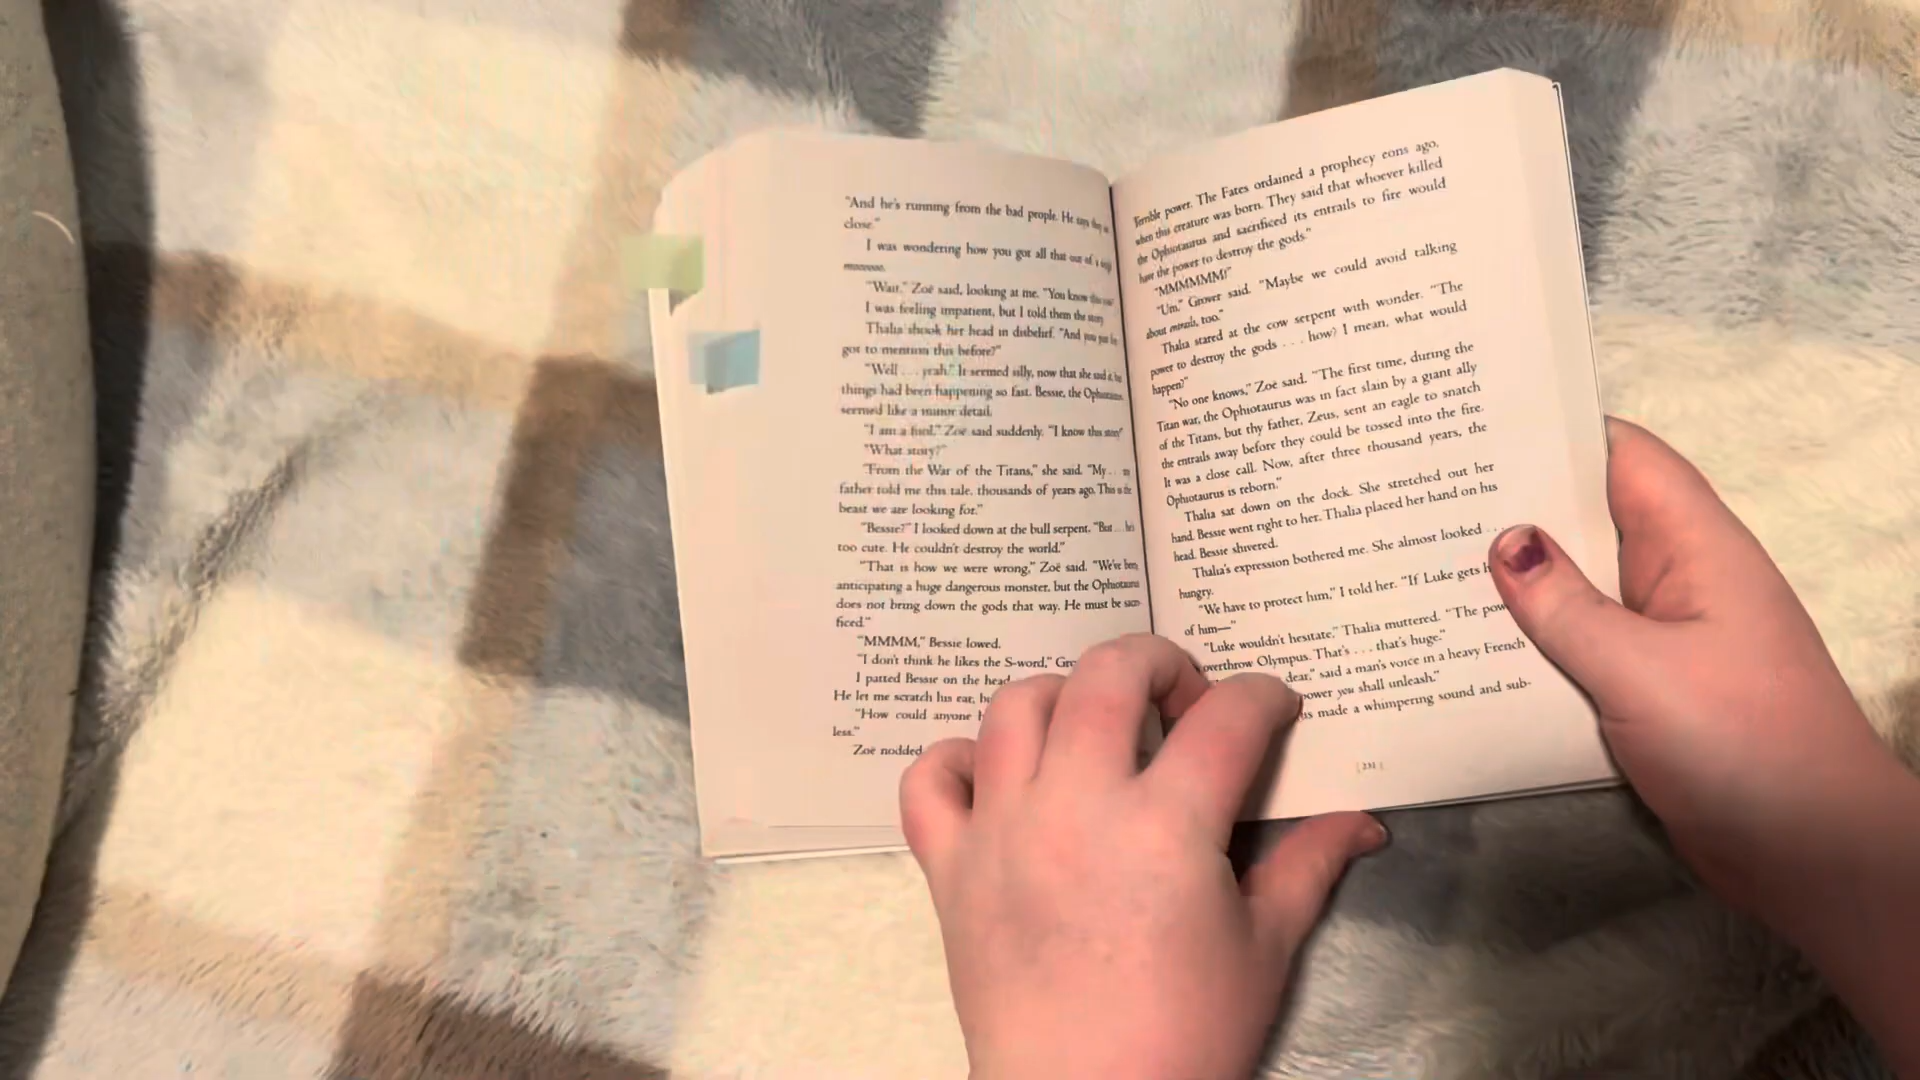 "And he's running from the bad people. He says they
close."
I was wondering how you got all that out of a
mooooo.
"Wait," Zoë said, looking at me. "You know this
I was feeling impatient, but I told them the story.
Thalia shook her head in disbelief. "And you
got to mention this before?"
"Well . . . yeah." It seemed silly, now that she said it,
things had been happening so fast. Bessie, the Ophiotaurus,
seemed like a minor detail.
"I am a fool," Zoë said suddenly. "I know this story!"
"What story?"
"From the War of the Titans," she said. "My . . .
father told me this tale, thousands of years ago. This is the
beast we are looking for."
"Bessie?" I looked down at the bull serpent. "But . . . he's
too cute. He couldn't destroy the world."
"That is how we were wrong," Zoë said. "We've been
anticipating a huge dangerous monster, but the Ophiotaurus
does not bring down the gods that way. He must be sacri-
ficed."
"MMMM," Bessie lowed.
"I don't think he likes the S-word," Gro
I patted Bessie on the head
He let me scratch his ear,
"How could anyone
less."
Zoë nodded
terrible power. The Fates ordained a prophecy eons ago,
when this creature was born. They said that whoever killed
the Ophiotaurus and sacrificed its entrails to fire would
have the power to destroy the gods."
"MMMMMM!"
"Um," Grover said. "Maybe we could avoid talking
about entrails, too."
Thalia stared at the cow serpent with wonder. "The
power to destroy the gods . . . how? I mean, what would
happen?"
"No one knows," Zoë said. "The first time, during the
Titan war, the Ophiotaurus was in fact slain by a giant ally
of the Titans, but thy father, Zeus, sent an eagle to snatch
the entrails away before they could be tossed into the fire.
It was a close call. Now, after three thousand years, the
Ophiotaurus is reborn."
Thalia sat down on the dock. She stretched out her
hand. Bessie went right to her. Thalia placed her hand on his
head. Bessie shivered.
Thalia's expression bothered me. She almost looked . . .
hungry.
"We have to protect him," I told her. "If Luke gets h
of him—"
"Luke wouldn't hesitate," Thalia muttered. "The pow
overthrow Olympus. That's . . . that's huge."
dear," said a man's voice in a heavy French
power you shall unleash."
us made a whimpering sound and sub-